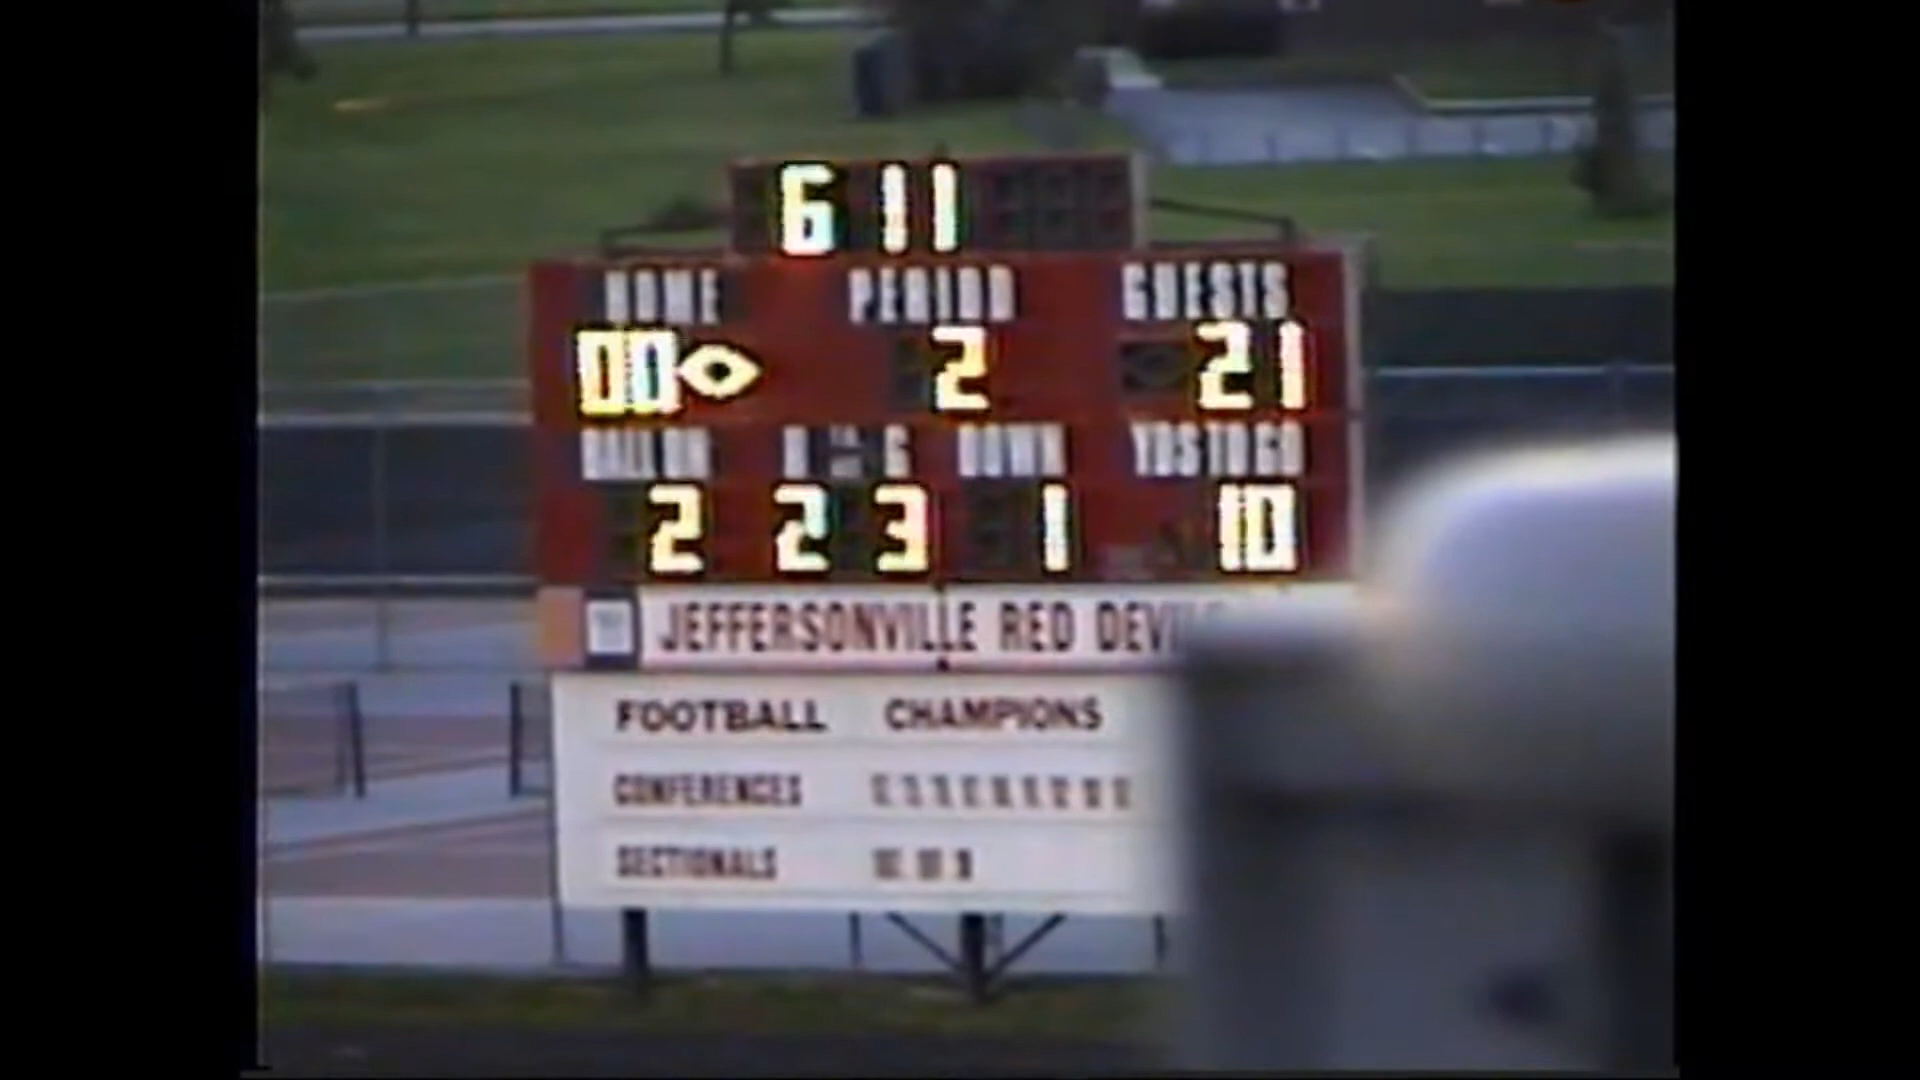 6 11
HOME PERIOD GUESTS
00 2 21
BALL ON DOWN YDS TO GO
2 2 3 1 10
JEFFERSONVILLE RED
FOOTBALL CHAMPIONS
CONFERENCES
SECTIONALS